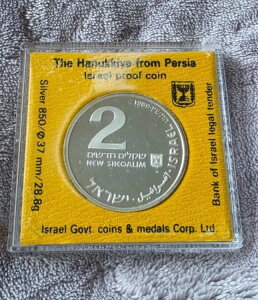 The Hanukkiya from Persia
Israel proof coin
Silver 850 Ø 37 mm/28.8g
2
שקלים חדשים
NEW SHEQALIM
ISRAEL
ישראל
اسرائيل
Bank of Israel legal tender
Israel Govt. coins & medals Corp. Ltd.